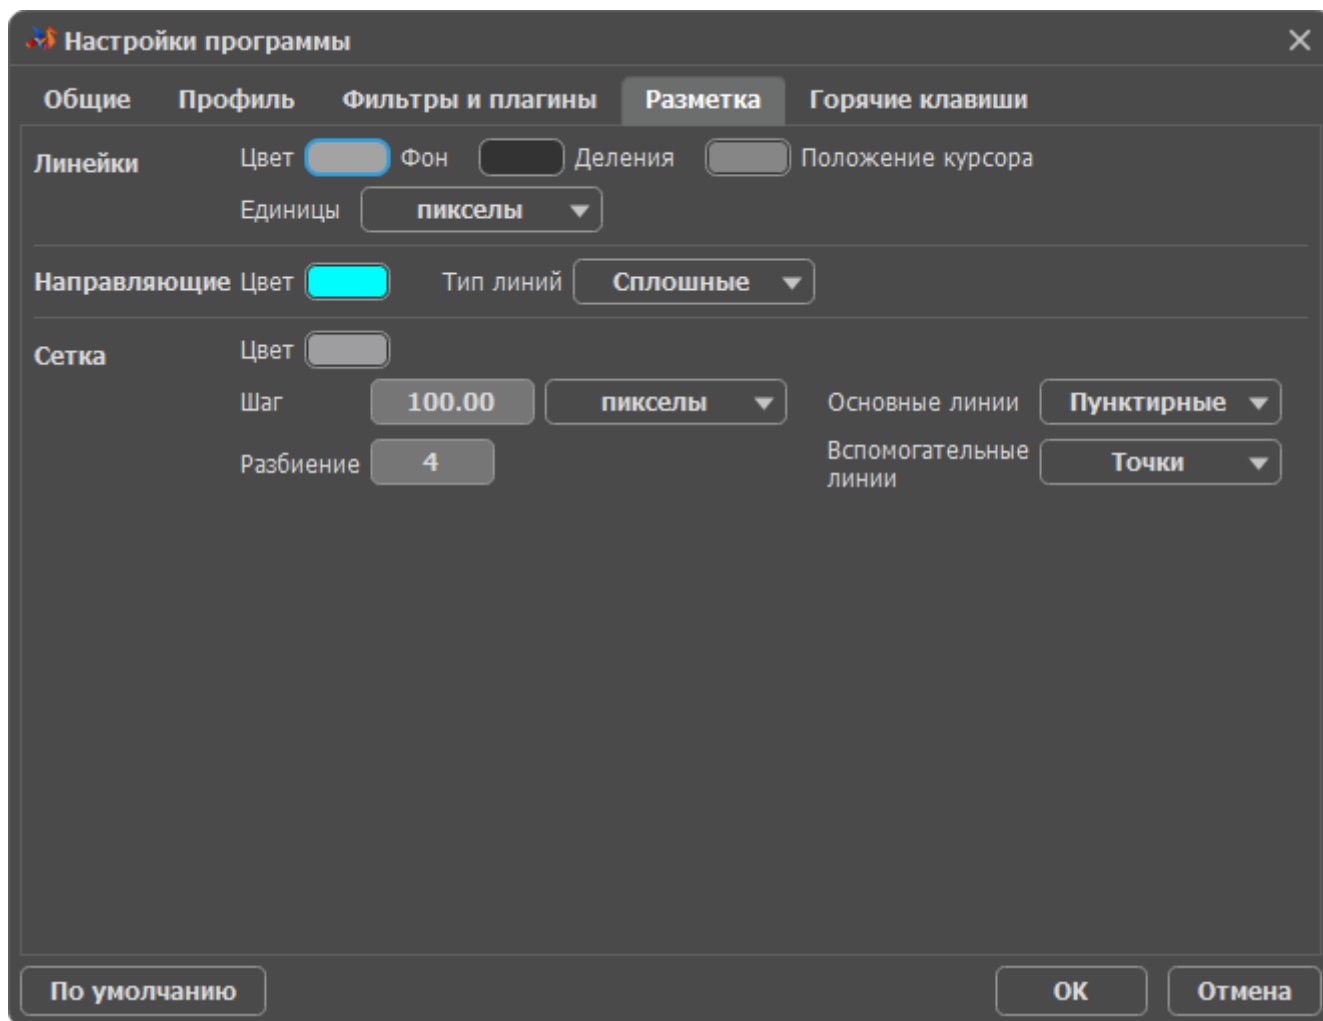 Настройки программы
Общие Профиль Фильтры и плагины Разметка Горячие клавиши
Линейки Цвет Фон Деления Положение курсора
Единицы пикселы
Направляющие Цвет Тип линий Сплошные
Сетка Цвет
Шаг 100.00 пикселы Основные линии Пунктирные
Разбиение 4 Вспомогательные линии Точки
По умолчанию OK Отмена